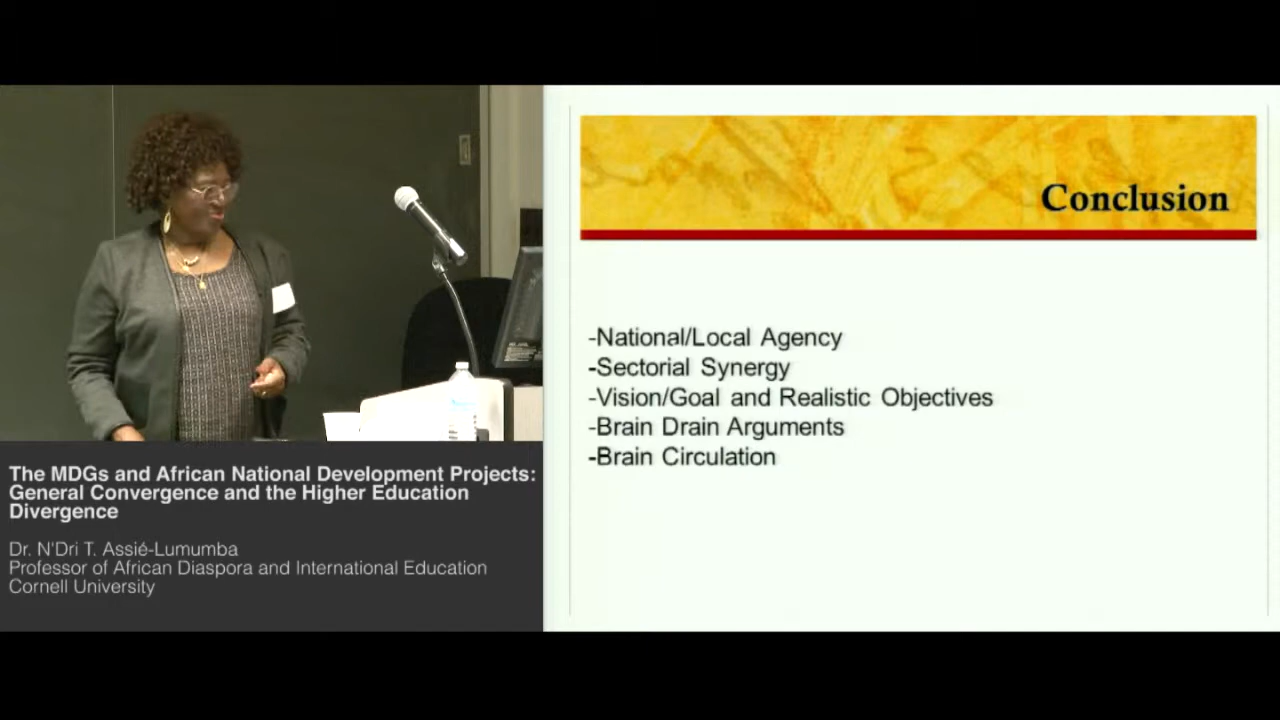 The MDGs and African National Development Projects:
General Convergence and the Higher Education
Divergence
Dr. N'Dri T. Assié-Lumumba
Professor of African Diaspora and International Education
Cornell University
Conclusion
-National/Local Agency
-Sectorial Synergy
-Vision/Goal and Realistic Objectives
-Brain Drain Arguments
-Brain Circulation